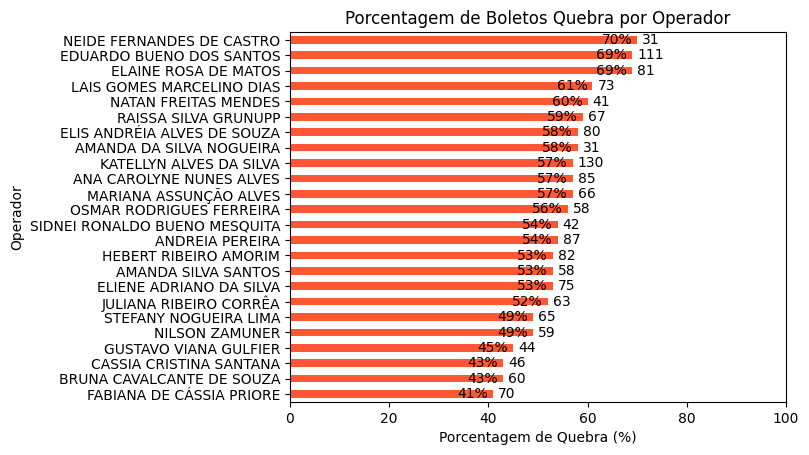 Porcentagem de Boletos Quebra por Operador
NEIDE FERNANDES DE CASTRO 70% 31
EDUARDO BUENO DOS SANTOS 69% 111
ELAINE ROSA DE MATOS 69% 81
LAIS GOMES MARCELINO DIAS 61% 73
NATAN FREITAS MENDES 60% 41
RAISSA SILVA GRUNUPP 59% 67
ELIS ANDRÉIA ALVES DE SOUZA 58% 80
AMANDA DA SILVA NOGUEIRA 58% 31
KATELLYN ALVES DA SILVA 57% 130
ANA CAROLYNE NUNES ALVES 57% 85
MARIANA ASSUNÇÃO ALVES 57% 66
OSMAR RODRIGUES FERREIRA 56% 58
SIDNEI RONALDO BUENO MESQUITA 54% 42
ANDREIA PEREIRA 54% 87
HEBERT RIBEIRO AMORIM 53% 82
AMANDA SILVA SANTOS 53% 58
ELIENE ADRIANO DA SILVA 53% 75
JULIANA RIBEIRO CORRÊA 52% 63
STEFANY NOGUEIRA LIMA 49% 65
NILSON ZAMUNER 49% 59
GUSTAVO VIANA GULFIER 45% 44
CASSIA CRISTINA SANTANA 43% 46
BRUNA CAVALCANTE DE SOUZA 43% 60
FABIANA DE CÁSSIA PRIORE 41% 70
Operador
0 20 40 60 80 100
Porcentagem de Quebra (%)